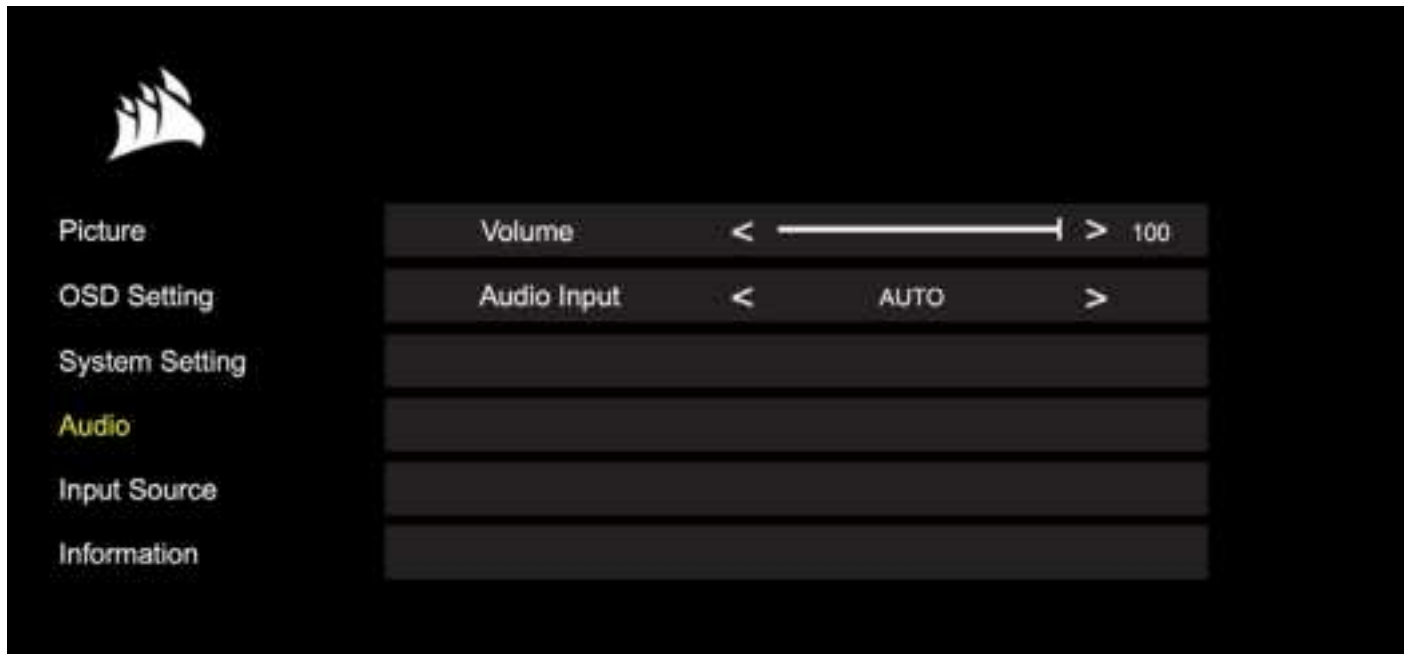 Picture Volume < > 100
OSD Setting Audio Input < AUTO >
System Setting
Audio
Input Source
Information